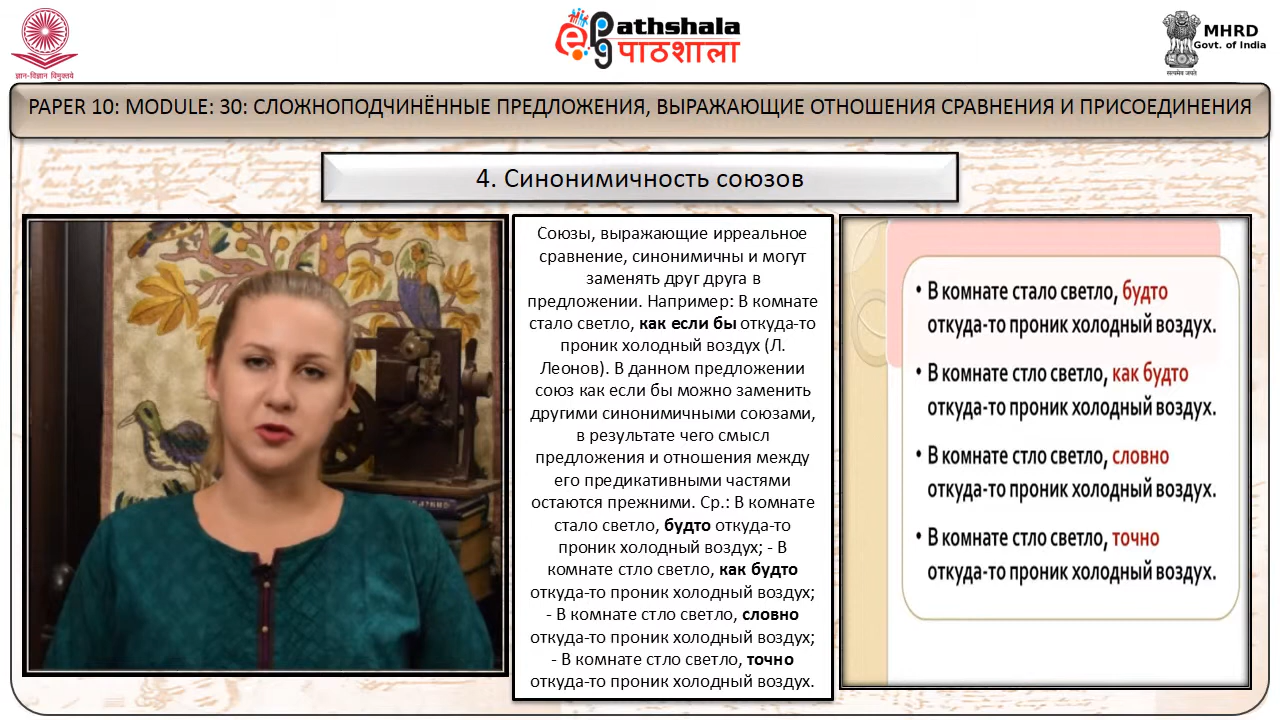 ज्ञान-विज्ञान विमुक्तये
ePathshala
पाठशाला
सत्यमेव जयते
MHRD
Govt. of India
PAPER 10: MODULE: 30: СЛОЖНОПОДЧИНЁННЫЕ ПРЕДЛОЖЕНИЯ, ВЫРАЖАЮЩИЕ ОТНОШЕНИЯ СРАВНЕНИЯ И ПРИСОЕДИНЕНИЯ
4. Синонимичность союзов
Союзы, выражающие ирреальное
сравнение, синонимичны и могут
заменять друг друга в
предложении. Например: В комнате
стало светло, как если бы откуда-то
проник холодный воздух (Л.
Леонов). В данном предложении
союз как если бы можно заменить
другими синонимичными союзами,
в результате чего смысл
предложения и отношения между
его предикативными частями
остаются прежними. Ср.: В комнате
стало светло, будто откуда-то
проник холодный воздух; - В
комнате стло светло, как будто
откуда-то проник холодный воздух;
- В комнате стло светло, словно
откуда-то проник холодный воздух;
- В комнате стло светло, точно
откуда-то проник холодный воздух.
• В комнате стало светло, будто
откуда-то проник холодный воздух.
• В комнате стло светло, как будто
откуда-то проник холодный воздух.
• В комнате стло светло, словно
откуда-то проник холодный воздух.
• В комнате стло светло, точно
откуда-то проник холодный воздух.